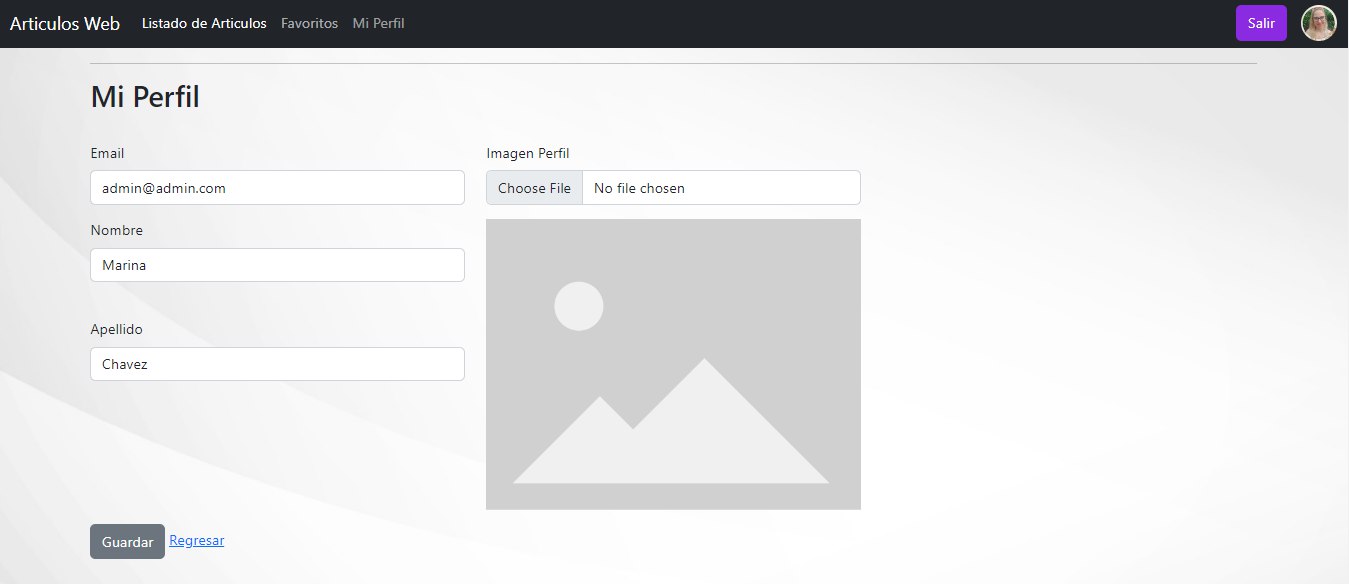 Articulos Web Listado de Articulos Favoritos Mi Perfil Salir
Mi Perfil
Email
admin@admin.com
Nombre
Marina
Apellido
Chavez
Imagen Perfil
Choose File No file chosen
Guardar Regresar